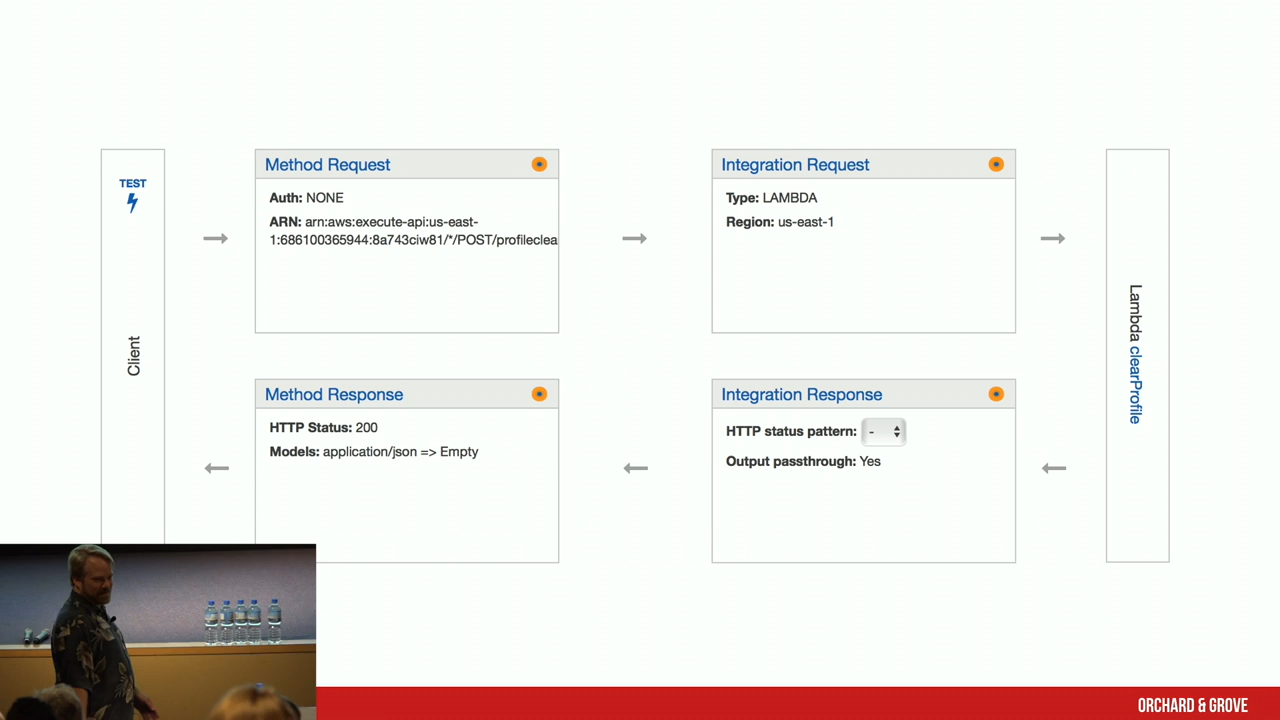 TEST
Client
Method Request
Auth: NONE
ARN: arn:aws:execute-api:us-east-
1:686100365944:8a743ciw81/*/POST/profileclea
Integration Request
Type: LAMBDA
Region: us-east-1
Lambda clearProfile
Method Response
HTTP Status: 200
Models: application/json => Empty
Integration Response
HTTP status pattern: -
Output passthrough: Yes
ORCHARD & GROVE